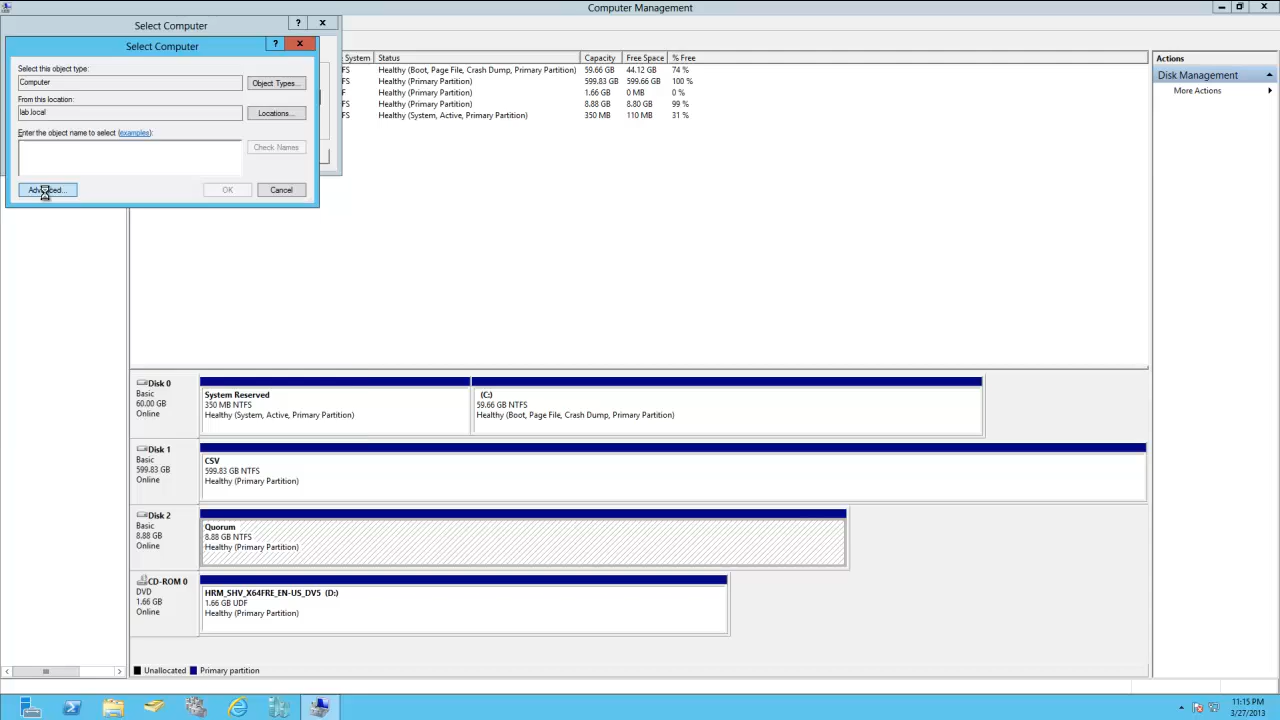 Computer Management
Select Computer
?
Select Computer
?
Select this object type:
Computer
Object Types...
From this location:
lab.local
Locations...
Enter the object name to select (examples):
Check Names
Advanced...
OK
Cancel
System Status Capacity Free Space % Free
FS Healthy (Boot, Page File, Crash Dump, Primary Partition) 59.66 GB 44.12 GB 74 %
FS Healthy (Primary Partition) 599.83 GB 599.66 GB 100 %
F Healthy (Primary Partition) 1.66 GB 0 MB 0 %
FS Healthy (Primary Partition) 8.88 GB 8.80 GB 99 %
FS Healthy (System, Active, Primary Partition) 350 MB 110 MB 31 %
Actions
Disk Management
More Actions
Disk 0
Basic
60.00 GB
Online
System Reserved
350 MB NTFS
Healthy (System, Active, Primary Partition)
(C:)
59.66 GB NTFS
Healthy (Boot, Page File, Crash Dump, Primary Partition)
Disk 1
Basic
599.83 GB
Online
CSV
599.83 GB NTFS
Healthy (Primary Partition)
Disk 2
Basic
8.88 GB
Online
Quorum
8.88 GB NTFS
Healthy (Primary Partition)
CD-ROM 0
DVD
1.66 GB
Online
HRM_SHV_X64FRE_EN-US_DV5 (D:)
1.66 GB UDF
Healthy (Primary Partition)
Unallocated Primary partition
11:15 PM
3/27/2013